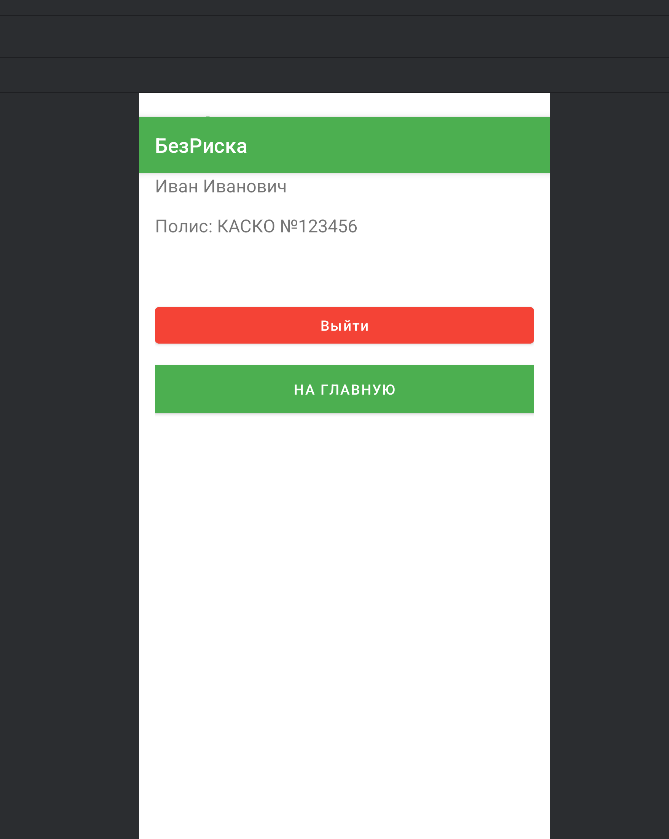 БезРиска
Иван Иванович
Полис: КАСКО №123456
Выйти
НА ГЛАВНУЮ